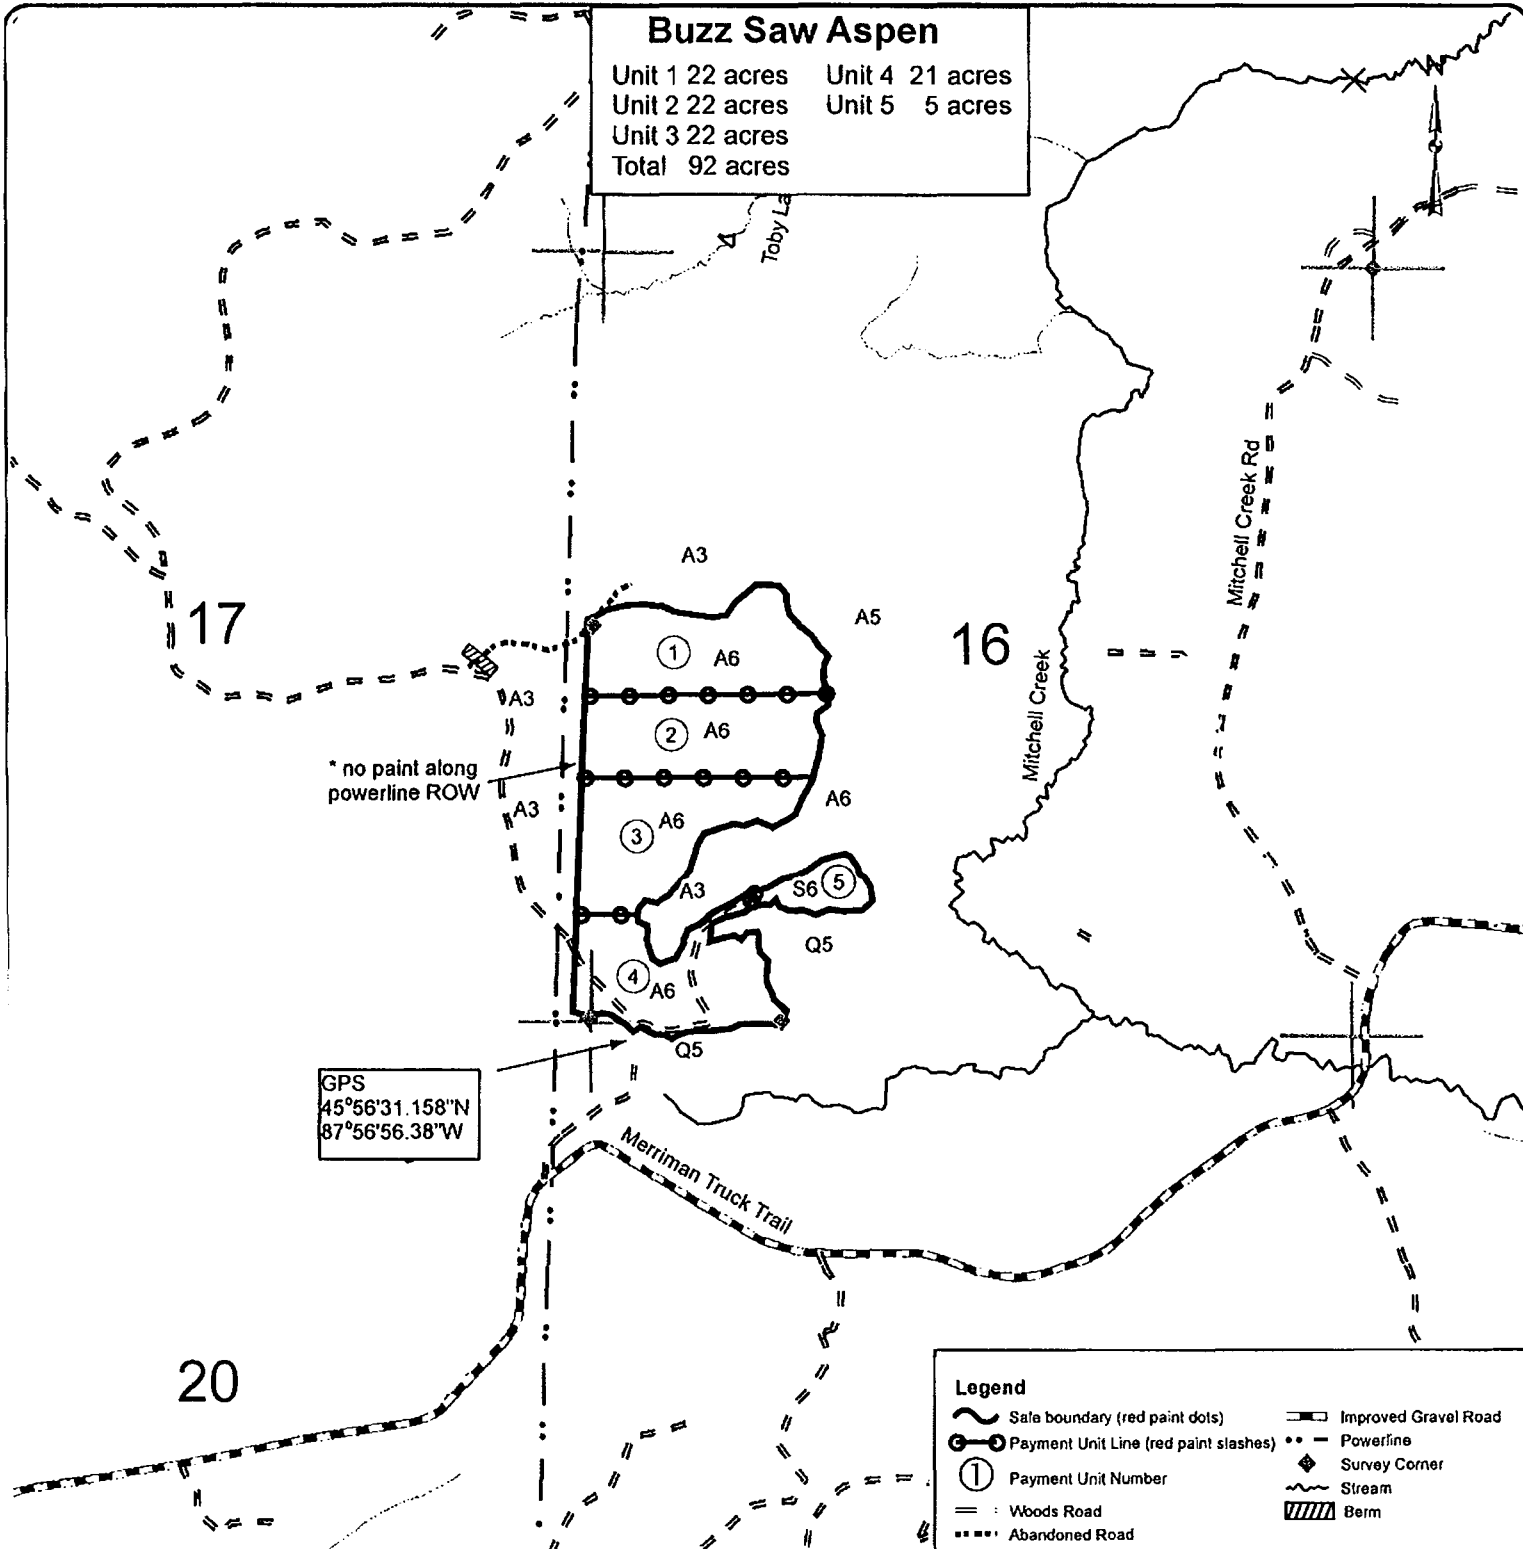 Buzz Saw Aspen
Unit 1 22 acres Unit 4 21 acres
Unit 2 22 acres Unit 5 5 acres
Unit 3 22 acres
Total 92 acres
N
Toby La
Mitchell Creek Rd
A3
A5
17
16
1 A6
A3
2 A6
Mitchell Creek
* no paint along
powerline ROW
A3
A6
3 A6
A3
S6 5
Q5
4 A6
Q5
GPS
45°56'31.158"N
87°56'56.38"W
Merriman Truck Trail
20
Legend
Sale boundary (red paint dots)
Payment Unit Line (red paint slashes)
1 Payment Unit Number
Woods Road
Abandoned Road
Improved Gravel Road
Powerline
Survey Corner
Stream
Berm